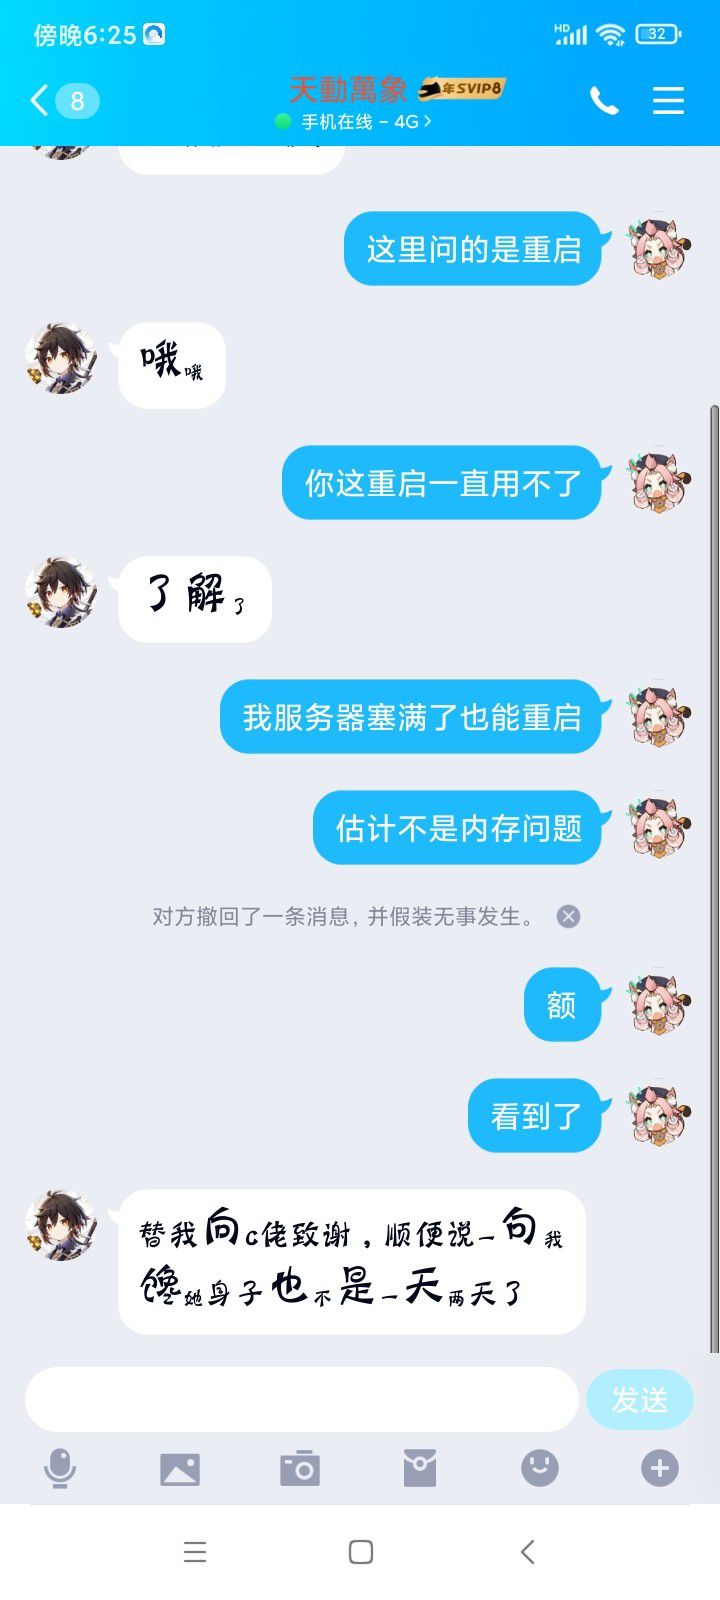 傍晚6:25
HD
32
8
天動萬象
年SVIP8
手机在线 - 4G
这里问的是重启
哦哦
你这重启一直用不了
了解了
我服务器塞满了也能重启
估计不是内存问题
对方撤回了一条消息，并假装无事发生。
额
看到了
替我向c佬致谢，顺便说一句我
馋她身子也不是一天两天了
发送